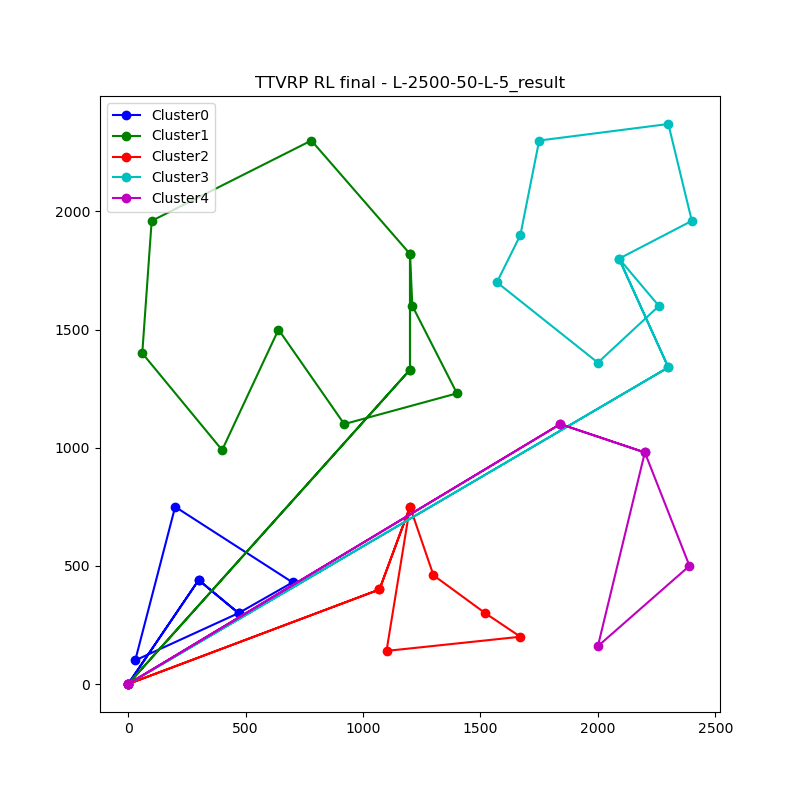 TTVRP RL final - L-2500-50-L-5_result
Cluster0
Cluster1
Cluster2
Cluster3
Cluster4
2000
1500
1000
500
0
0 500 1000 1500 2000 2500